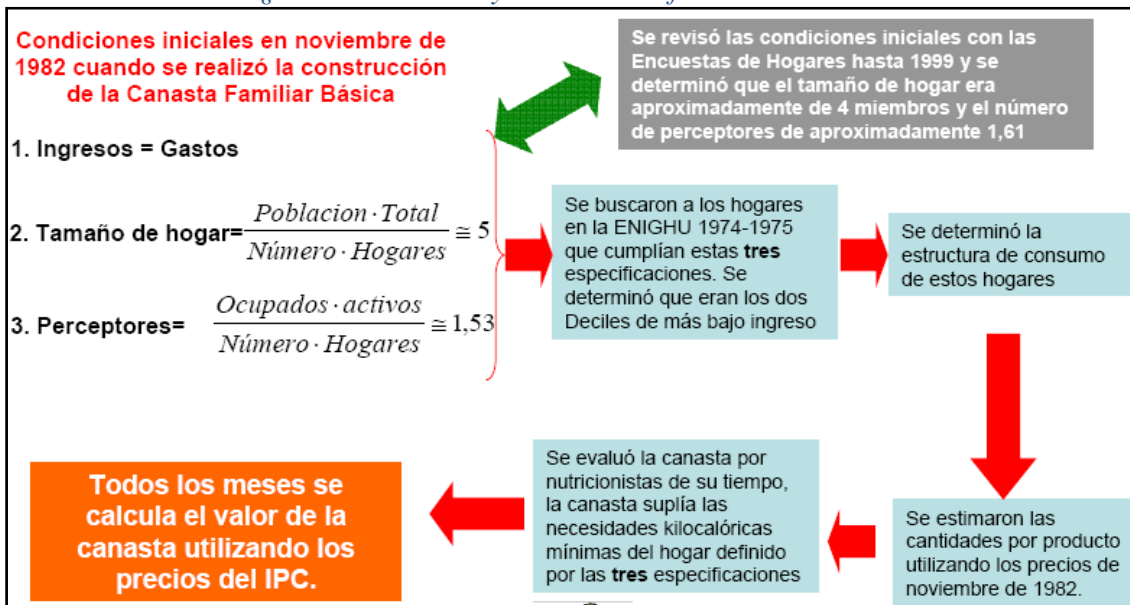 Condiciones iniciales en noviembre de
1982 cuando se realizó la construcción
de la Canasta Familiar Básica
Se revisó las condiciones iniciales con las
Encuestas de Hogares hasta 1999 y se
determinó que el tamaño de hogar era
aproximadamente de 4 miembros y el número
de perceptores de aproximadamente 1,61
1. Ingresos = Gastos
2. Tamaño de hogar= Poblacion · Total / Número · Hogares ≅ 5
3. Perceptores= Ocupados · activos / Número · Hogares ≅ 1,53
Se buscaron a los hogares
en la ENIGHU 1974-1975
que cumplían estas tres
especificaciones. Se
determinó que eran los dos
Deciles de más bajo ingreso
Se determinó la
estructura de consumo
de estos hogares
Se estimaron las
cantidades por producto
utilizando los precios de
noviembre de 1982.
Se evaluó la canasta por
nutricionistas de su tiempo,
la canasta suplía las
necesidades kilocalóricas
mínimas del hogar definido
por las tres especificaciones
Todos los meses se
calcula el valor de la
canasta utilizando los
precios del IPC.